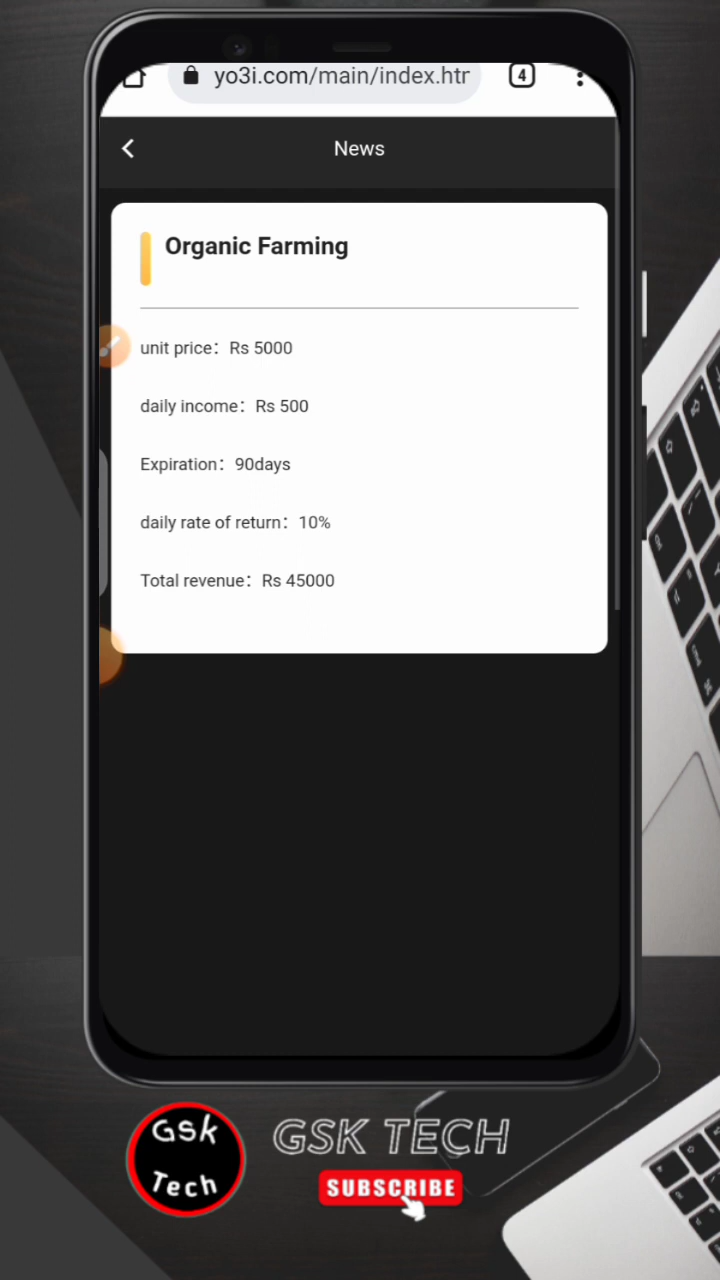 yo3i.com/main/index.htr
4
News
Organic Farming
unit price：Rs 5000
daily income：Rs 500
Expiration：90days
daily rate of return：10%
Total revenue：Rs 45000
Gsk
Tech
GSK TECH
SUBSCRIBE